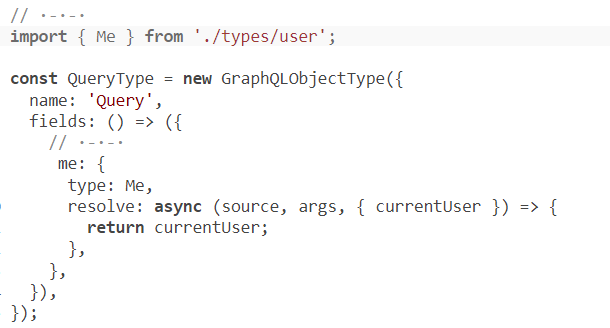 // ·-·-·
import { Me } from './types/user';
const QueryType = new GraphQLObjectType({
name: 'Query',
fields: () => ({
// ·-·-·
me: {
type: Me,
resolve: async (source, args, { currentUser }) => {
return currentUser;
},
},
}),
});